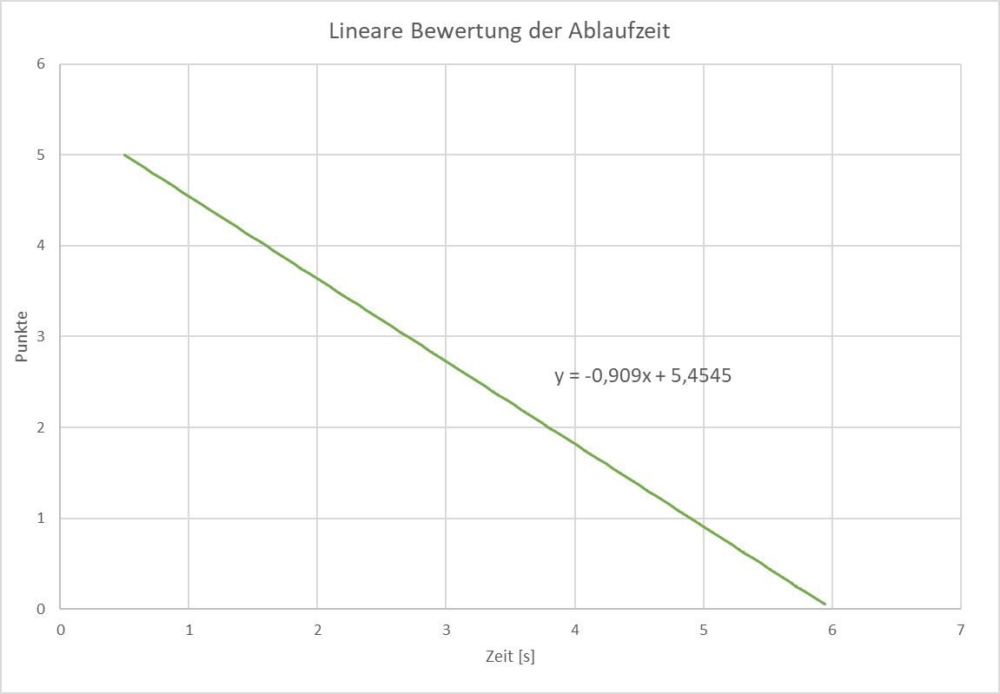 Lineare Bewertung der Ablaufzeit
6
5
4
3
2
1
0
Punkte
y = -0,909x + 5,4545
0 1 2 3 4 5 6 7
Zeit [s]